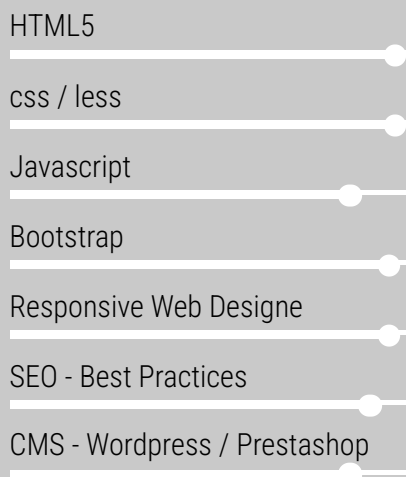 HTML5
css / less
Javascript
Bootstrap
Responsive Web Designe
SEO - Best Practices
CMS - Wordpress / Prestashop